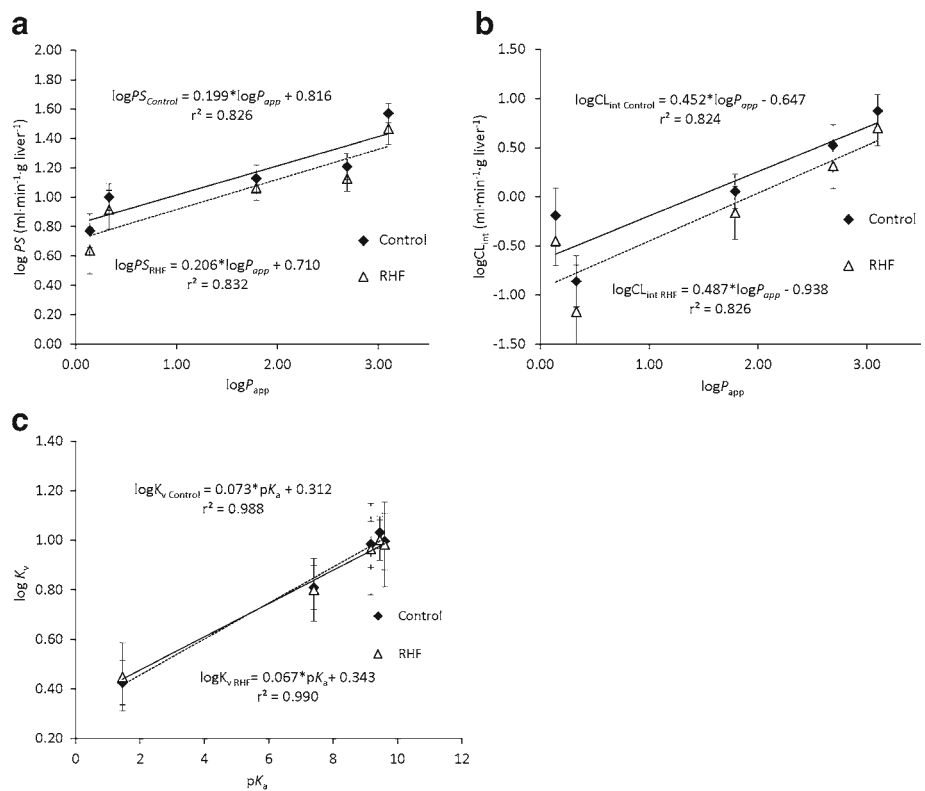 a
2.00
1.80
1.60
1.40
1.20
1.00
0.80
0.60
0.40
0.20
0.00
log PS (ml·min⁻¹·g liver⁻¹)
logPS_Control = 0.199*logP_app + 0.816
r² = 0.826
logPS_RHF = 0.206*logP_app + 0.710
r² = 0.832
Control
RHF
0.00 1.00 2.00 3.00
logP_app
b
1.50
1.00
0.50
0.00
-0.50
-1.00
-1.50
logCL_int (ml·min⁻¹·g liver⁻¹)
logCL_int Control = 0.452*logP_app - 0.647
r² = 0.824
Control
RHF
logCL_int RHF = 0.487*logP_app - 0.938
r² = 0.826
0.00 1.00 2.00 3.00
logP_app
c
1.40
1.20
1.00
0.80
0.60
0.40
0.20
log K_v
logK_v Control = 0.073*pK_a + 0.312
r² = 0.988
Control
RHF
logK_v RHF = 0.067*pK_a + 0.343
r² = 0.990
0 2 4 6 8 10 12
pK_a